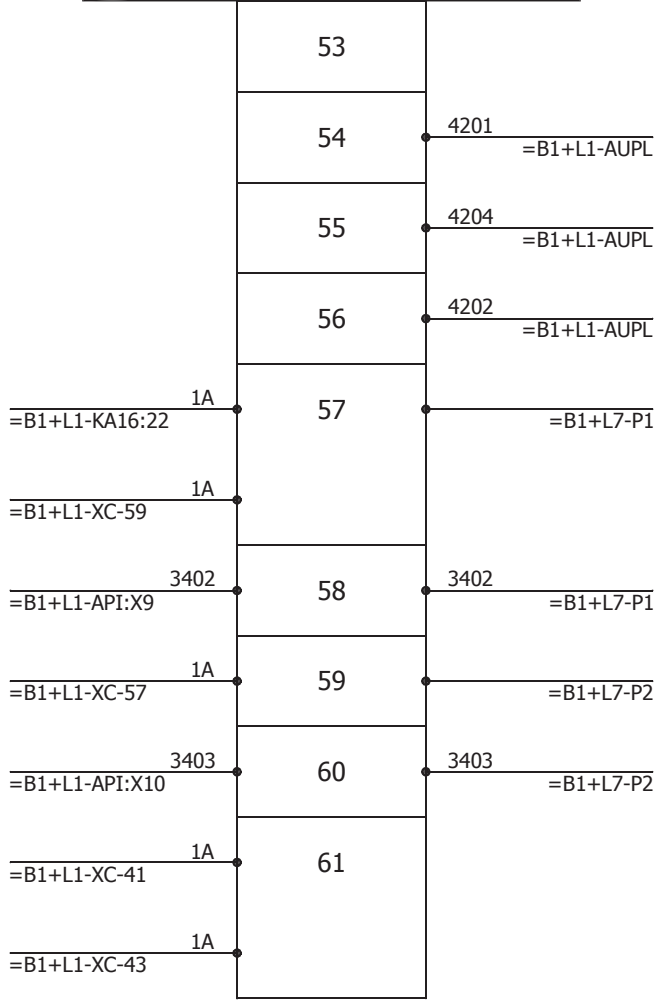 53
54
4201
=B1+L1-AUPL
55
4204
=B1+L1-AUPL
56
4202
=B1+L1-AUPL
1A
=B1+L1-KA16:22
57
=B1+L7-P1
1A
=B1+L1-XC-59
3402
=B1+L1-API:X9
58
3402
=B1+L7-P1
1A
=B1+L1-XC-57
59
=B1+L7-P2
3403
=B1+L1-API:X10
60
3403
=B1+L7-P2
1A
=B1+L1-XC-41
61
1A
=B1+L1-XC-43